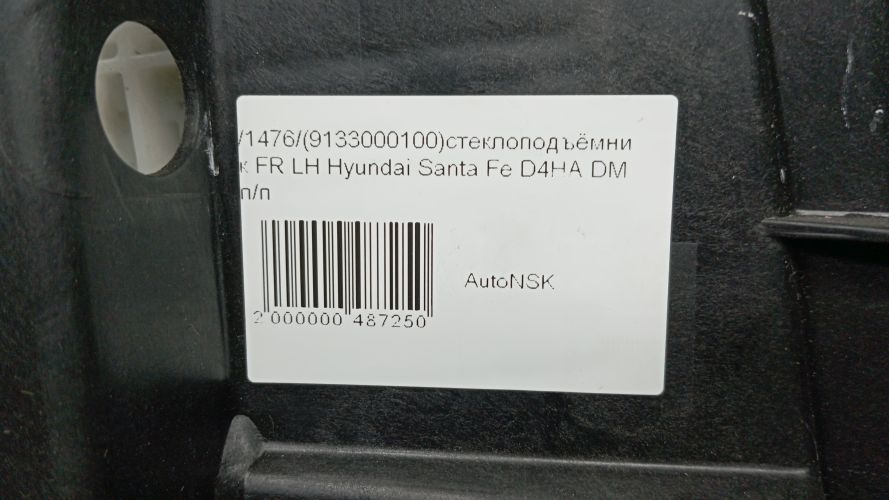 /1476/(9133000100)стеклоподъёмни
к FR LH Hyundai Santa Fe D4HA DM
п/п
AutoNSK
2 000000 487250